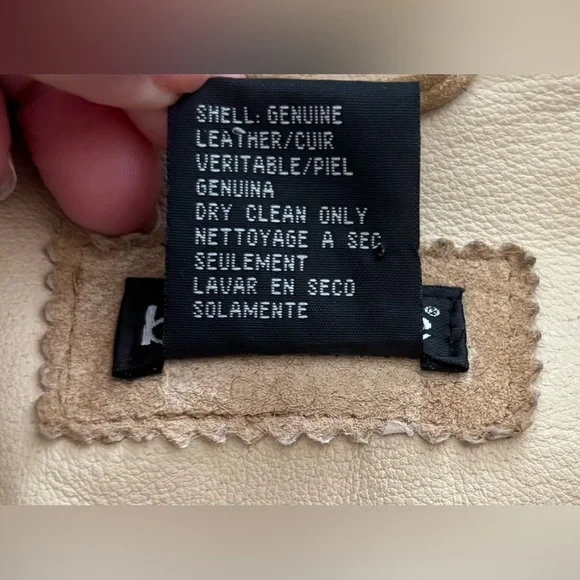 SHELL: GENUINE
LEATHER/CUIR
VERITABLE/PIEL
GENUINA
DRY CLEAN ONLY
NETTOYAGE A SEC
SEULEMENT
LAVAR EN SECO
SOLAMENTE